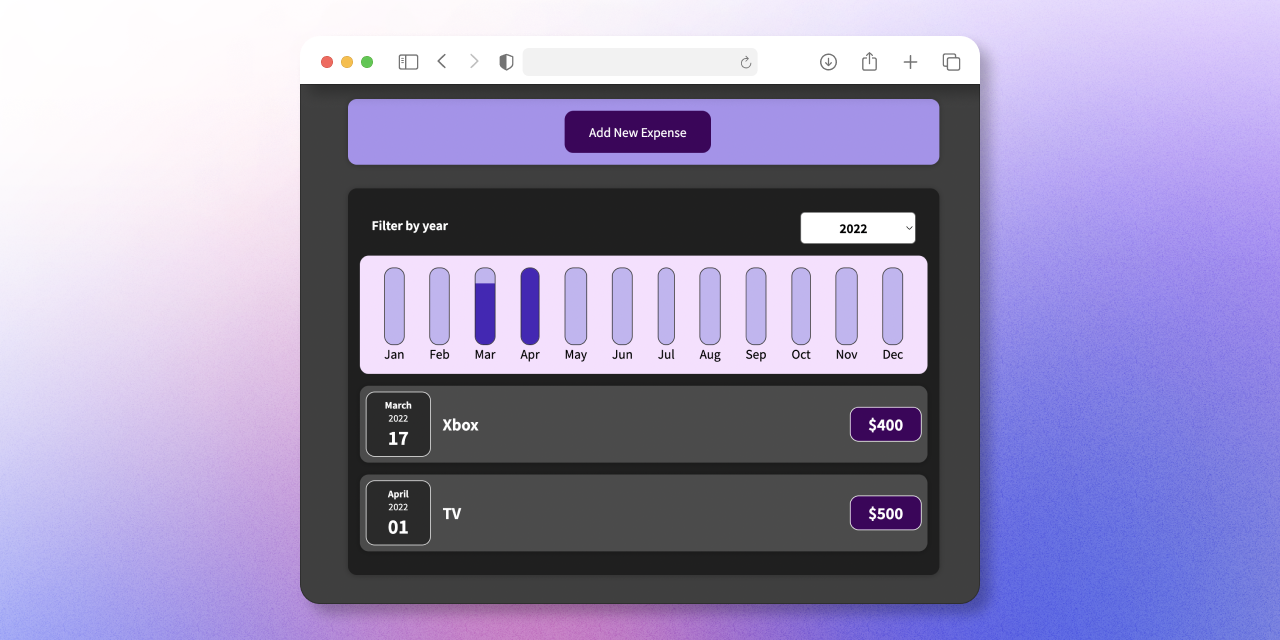 Add New Expense
Filter by year
2022
Jan Feb Mar Apr May Jun Jul Aug Sep Oct Nov Dec
March
2022
17
Xbox
$400
April
2022
01
TV
$500